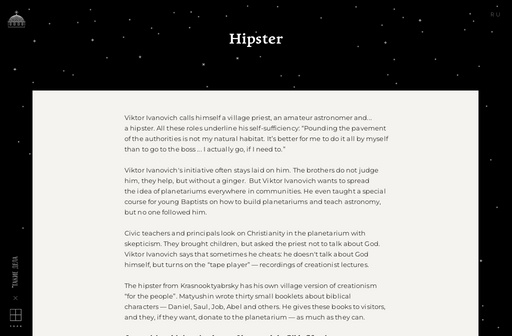 RU
Hipster
Viktor Ivanovich calls himself a village priest, an amateur astronomer and...
a hipster. All these roles underline his self-sufficiency: "Pounding the pavement
of the authorities is not my natural habitat. It's better for me to do it all by myself
than to go to the boss ... I actually go, if I need to."
Viktor Ivanovich's initiative often stays laid on him. The brothers do not judge
him, they help, but without a ginger. But Viktor Ivanovich wants to spread
the idea of planetariums everywhere in communities. He even taught a special
course for young Baptists on how to build planetariums and teach astronomy,
but no one followed him.
Civic teachers and principals look on Christianity in the planetarium with
skepticism. They brought children, but asked the priest not to talk about God.
Viktor Ivanovich says that sometimes he cheats: he doesn't talk about God
himself, but turns on the "tape player" — recordings of creationist lectures.
The hipster from Krasnooktyabrsky has his own village version of creationism
"for the people". Matyushin wrote thirty small booklets about biblical
characters — Daniel, Saul, Job, Abel and others. He gives these books to visitors,
and they, if desired, donate to the planetarium — as much as they can.